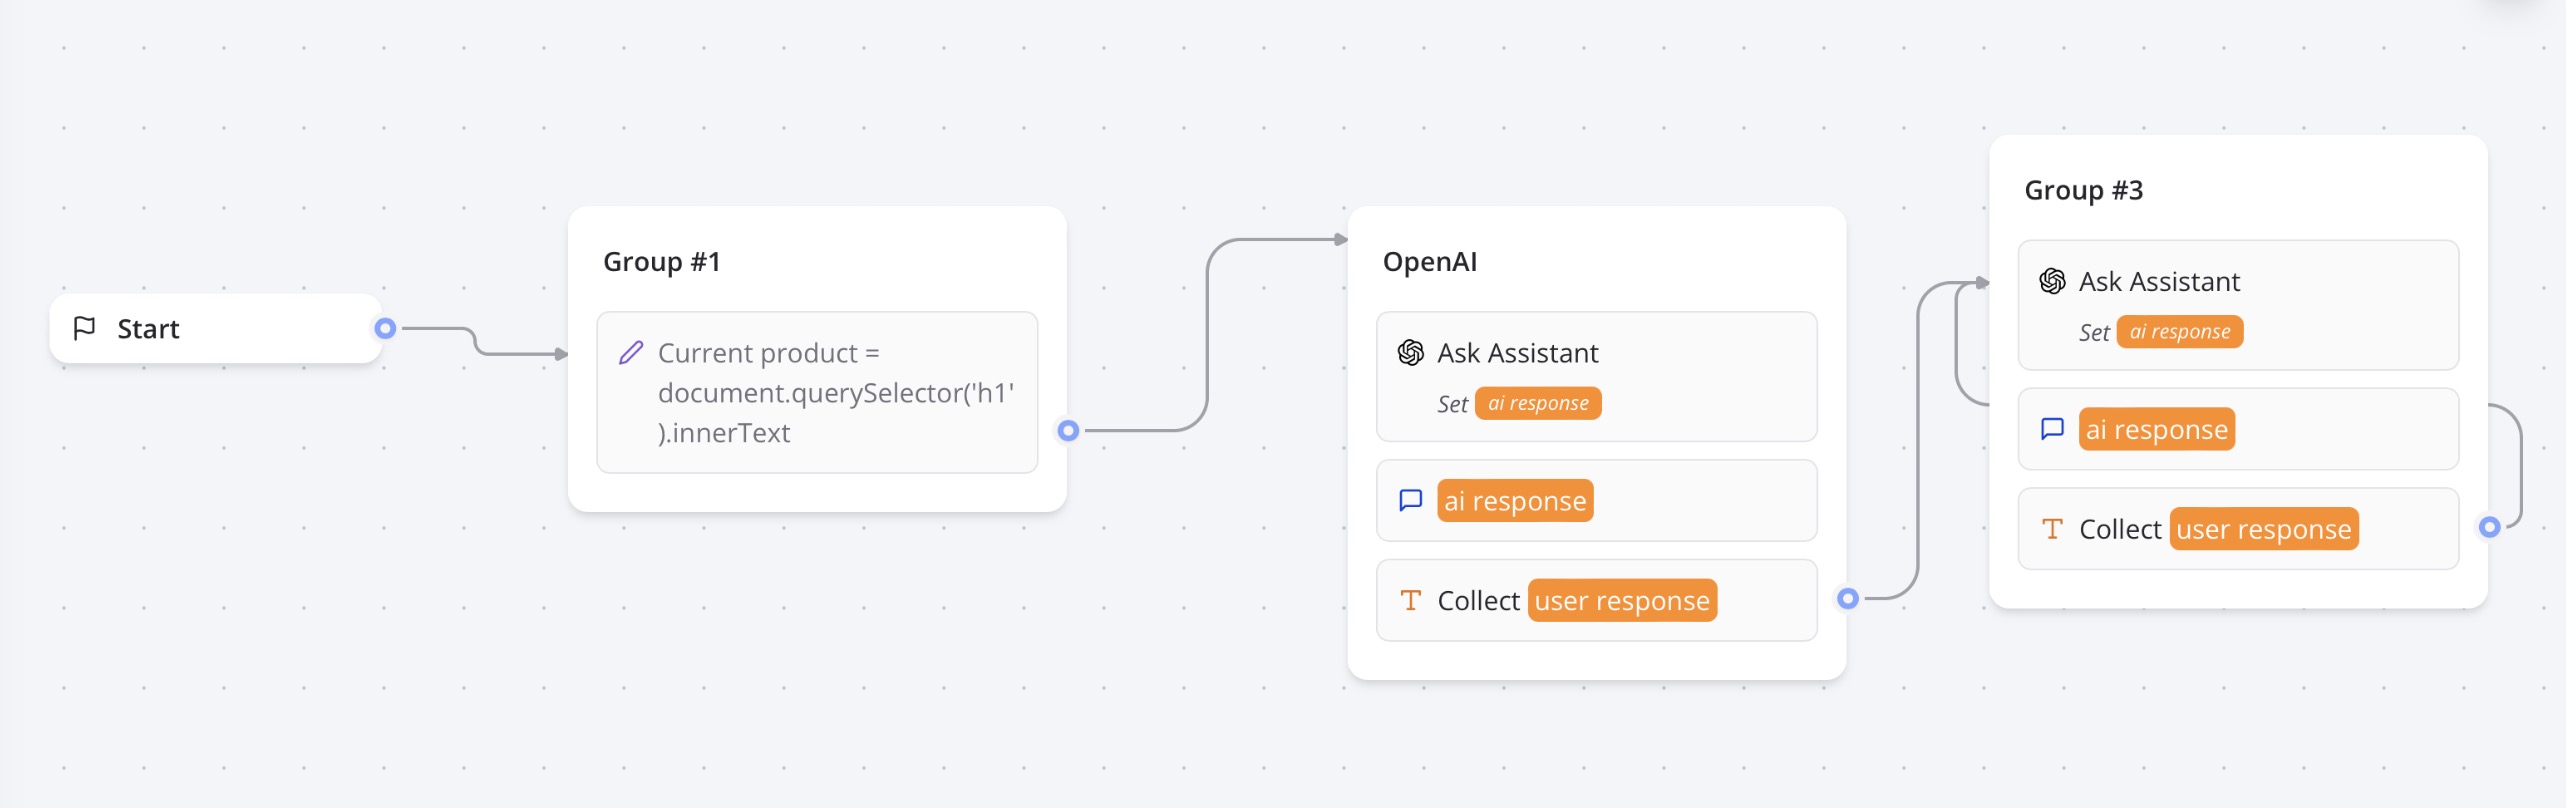 Start
Group #1
Current product =
document.querySelector('h1'
).innerText
OpenAI
Ask Assistant
Set ai response
ai response
Collect user response
Group #3
Ask Assistant
Set ai response
ai response
Collect user response